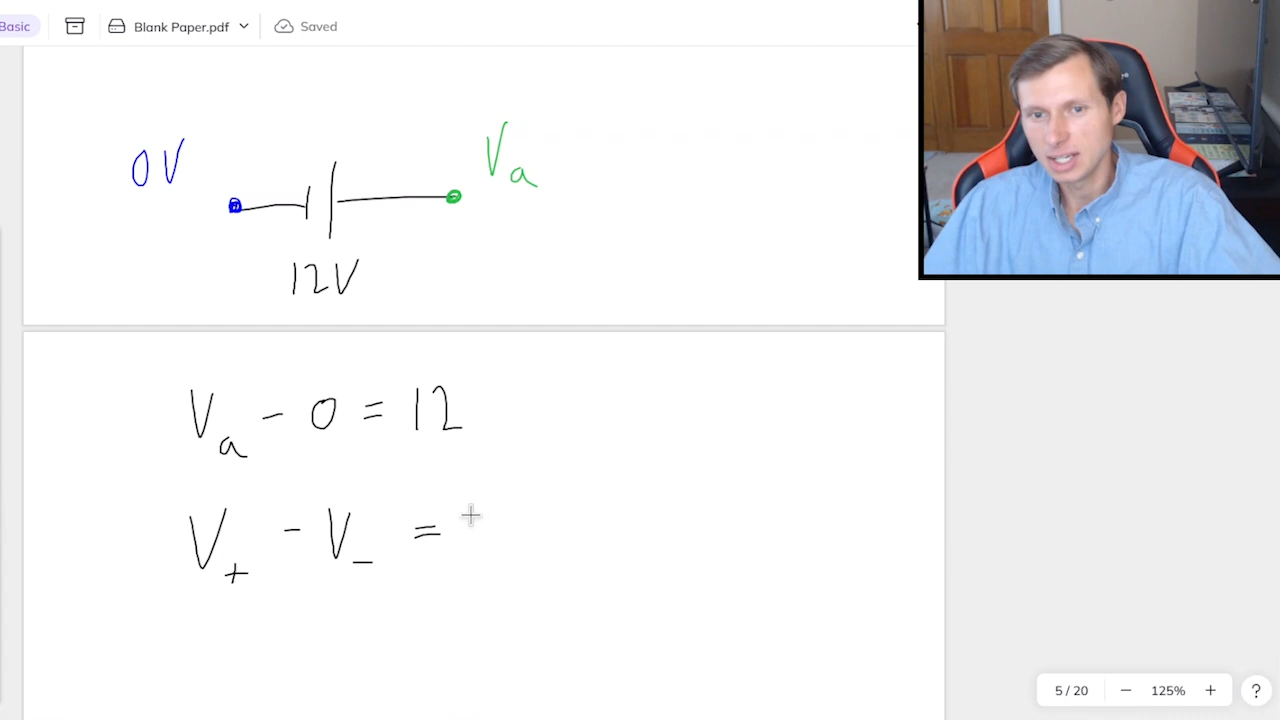 Basic
Blank Paper.pdf
Saved
0V
Va
12V
Va - 0 = 12
V+ - V- =
5 / 20
125%
?